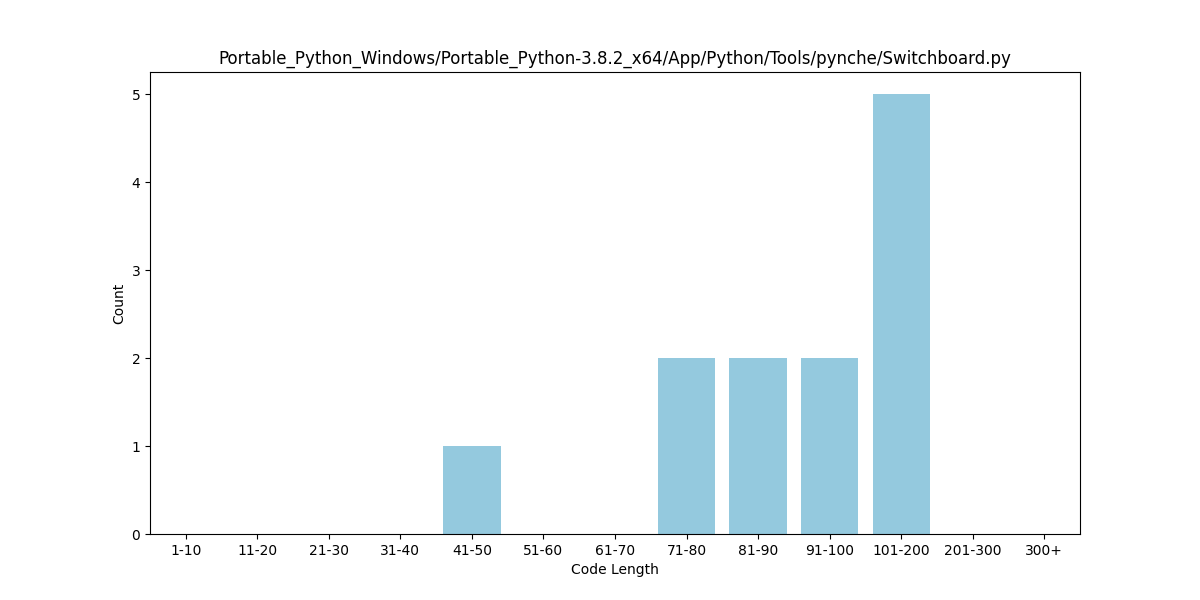 Portable_Python_Windows/Portable_Python-3.8.2_x64/App/Python/Tools/pynche/Switchboard.py
5
4
3
2
1
0
Count
1-10 11-20 21-30 31-40 41-50 51-60 61-70 71-80 81-90 91-100 101-200 201-300 300+
Code Length